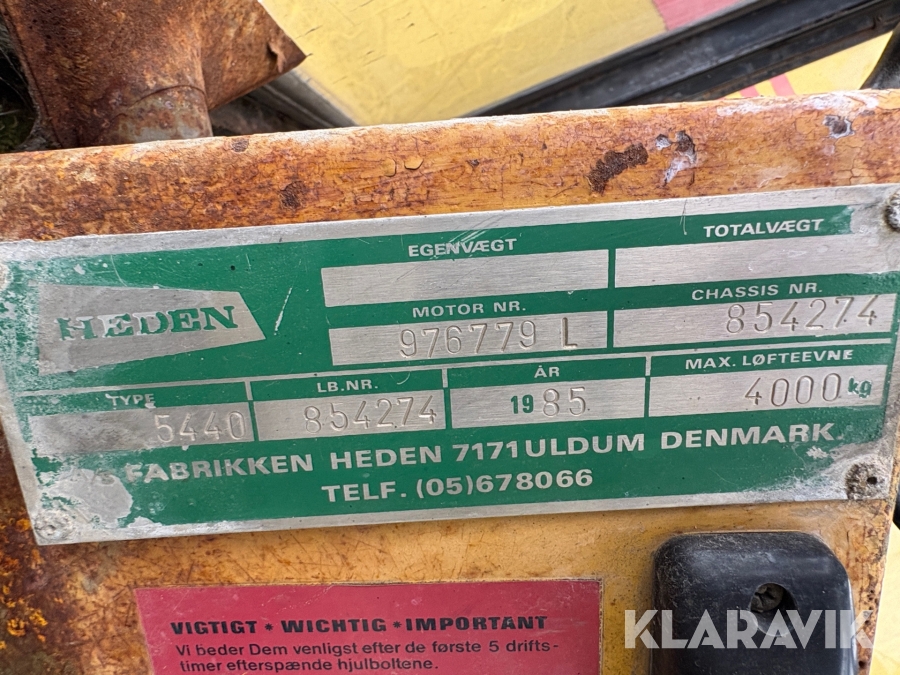 EGENVÆGT
TOTALVÆGT
HEDEN
MOTOR NR.
976779 L
CHASSIS NR.
854274
TYPE
5440
LB.NR.
854274
ÅR
1985
MAX. LØFTEEVNE
4000 kg
FABRIKKEN HEDEN 7171 ULDUM DENMARK.
TELF. (05)678066
VIGTIGT * WICHTIG * IMPORTANT
Vi beder Dem venligst efter de første 5 drifts-
timer efterspænde hjulboltene.
KLARAVIK